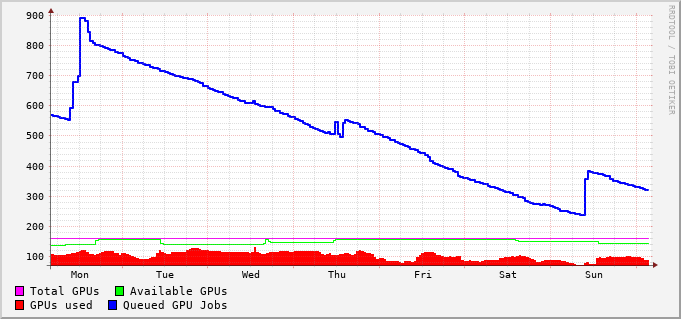 900
800
700
600
500
400
300
200
100
Mon Tue Wed Thu Fri Sat Sun
Total GPUs Available GPUs
GPUs used Queued GPU Jobs
RRDTOOL / TOBI OETIKER